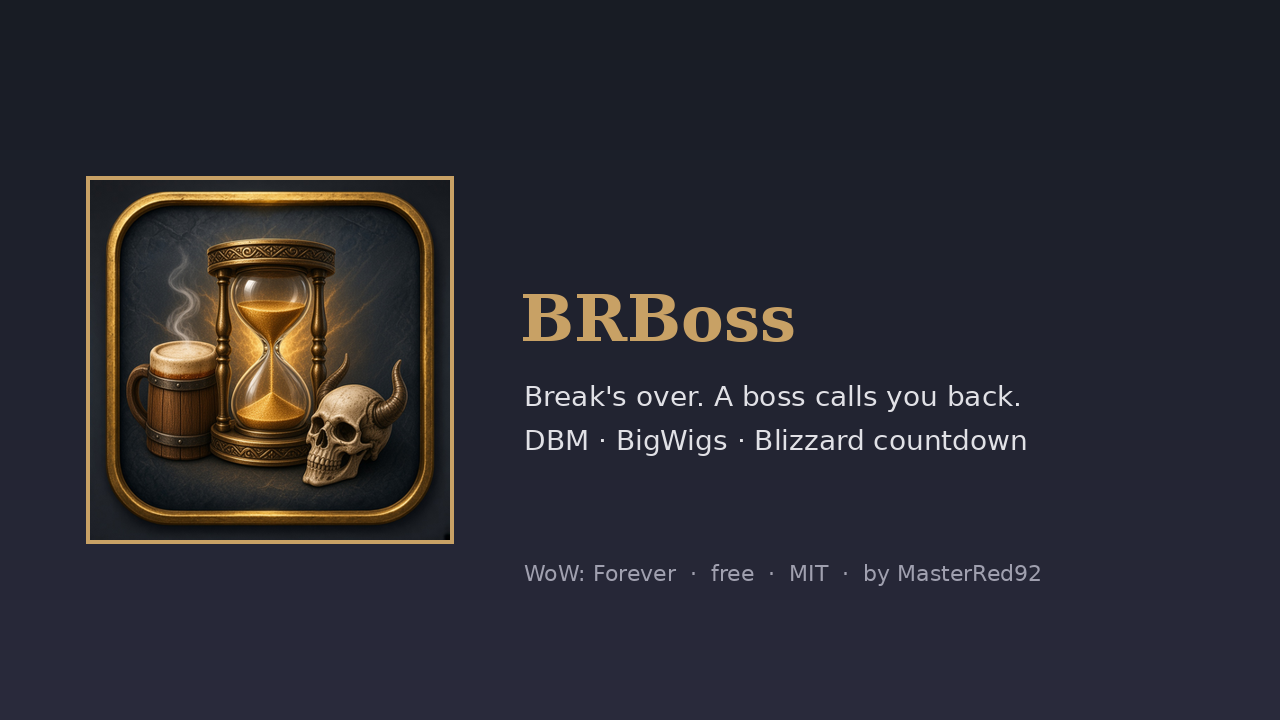 BRBoss
Break's over. A boss calls you back.
DBM · BigWigs · Blizzard countdown
WoW: Forever · free · MIT · by MasterRed92